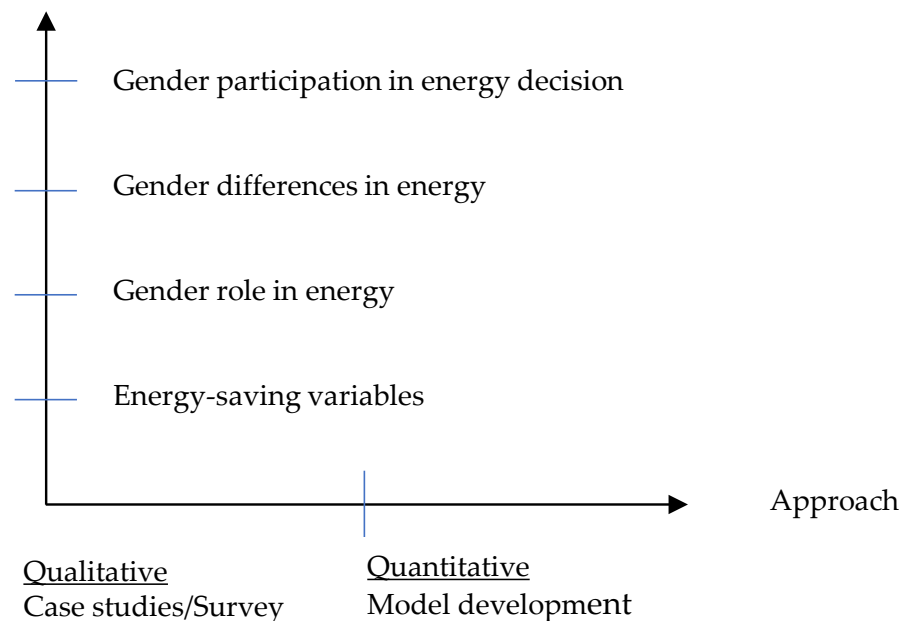 Gender participation in energy decision
Gender differences in energy
Gender role in energy
Energy-saving variables
Approach
Qualitative
Case studies/Survey
Quantitative
Model development